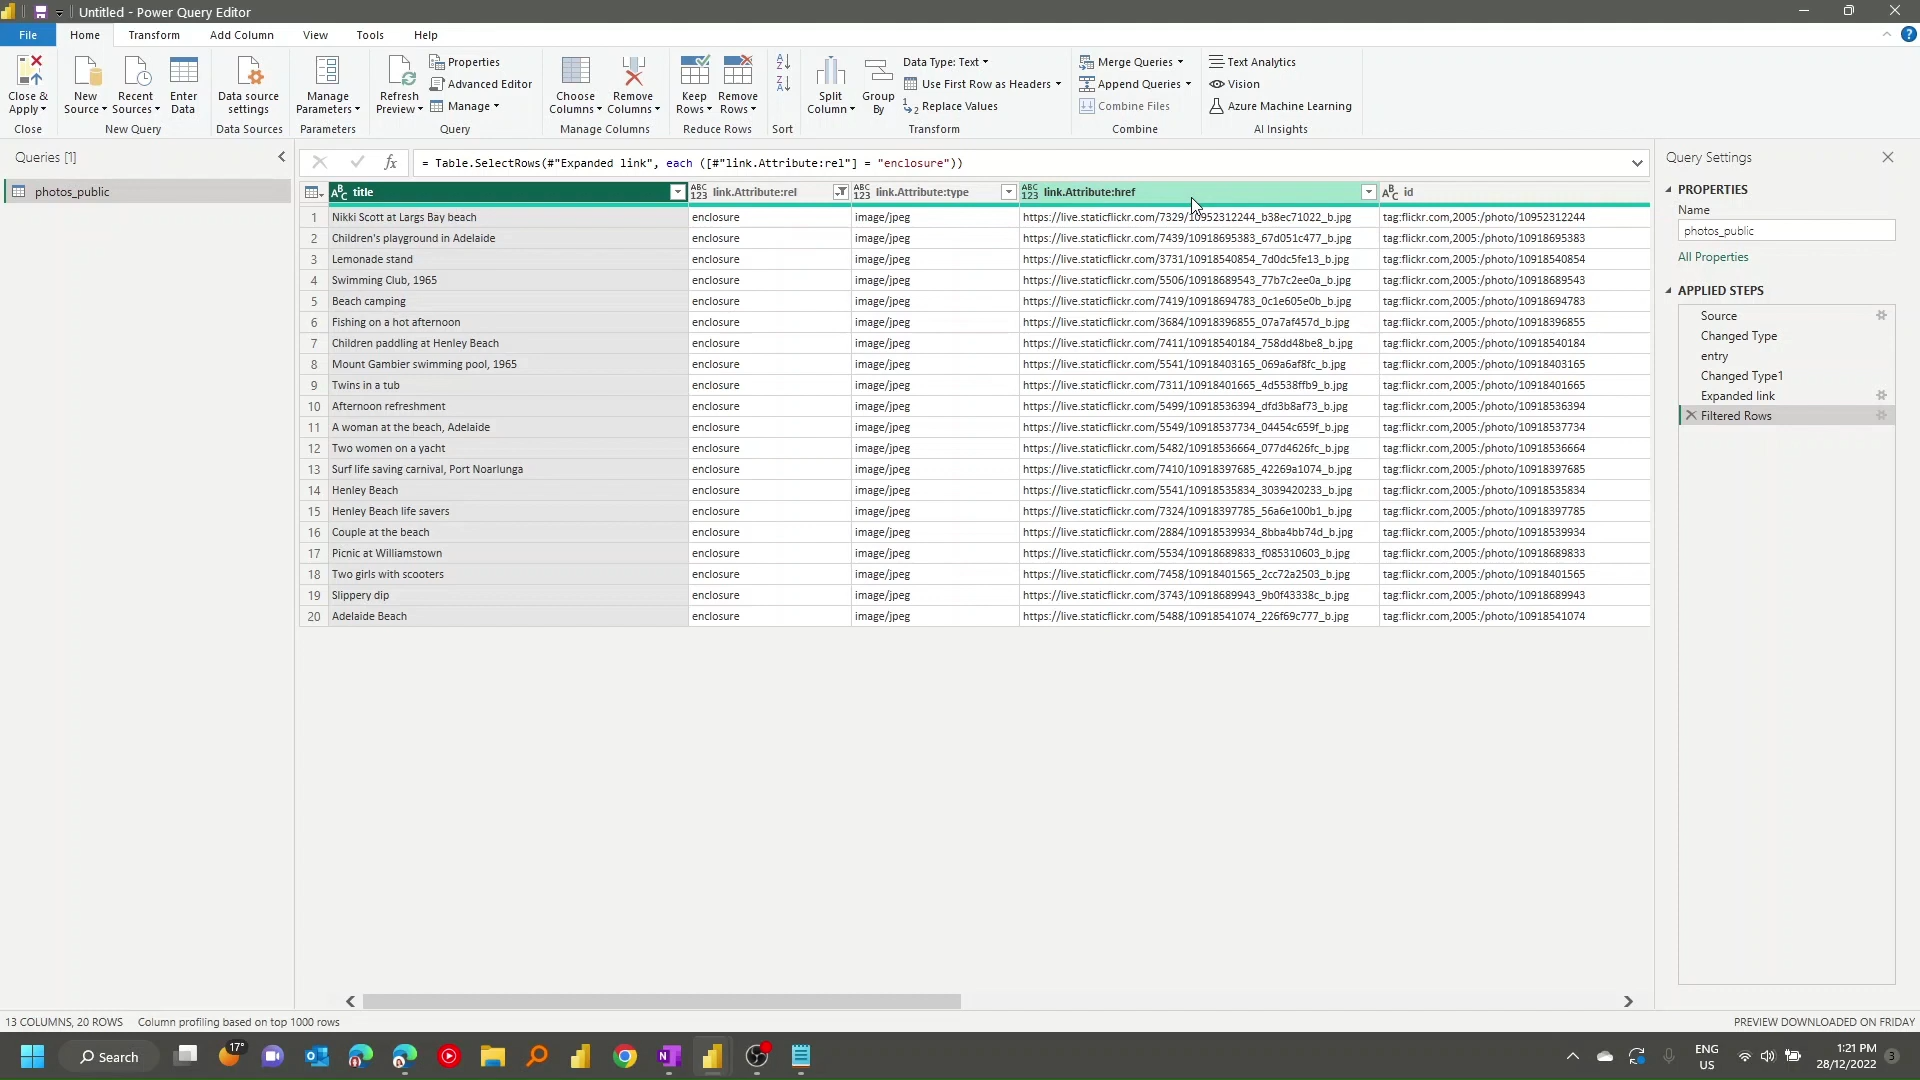 Untitled - Power Query Editor
File Home Transform Add Column View Tools Help
Close & Apply
Close
New Source
Recent Sources
Enter Data
New Query
Data source settings
Data Sources
Manage Parameters
Parameters
Refresh Preview
Properties
Advanced Editor
Manage
Query
Choose Columns
Remove Columns
Manage Columns
Keep Rows
Remove Rows
Reduce Rows
Sort
Split Column
Group By
Data Type: Text
Use First Row as Headers
Replace Values
Transform
Merge Queries
Append Queries
Combine Files
Combine
Text Analytics
Vision
Azure Machine Learning
AI Insights
Queries [1]
photos_public
fx = Table.SelectRows(#"Expanded link", each ([#"link.Attribute:rel"] = "enclosure"))
title ABC 123 link.Attribute:rel ABC 123 link.Attribute:type ABC 123 link.Attribute:href ABC id
1 Nikki Scott at Largs Bay beach enclosure image/jpeg https://live.staticflickr.com/7329/10952312244_b38ec71022_b.jpg tag:flickr.com,2005:/photo/10952312244
2 Children's playground in Adelaide enclosure image/jpeg https://live.staticflickr.com/7439/10918695383_67d051c477_b.jpg tag:flickr.com,2005:/photo/10918695383
3 Lemonade stand enclosure image/jpeg https://live.staticflickr.com/3731/10918540854_7d0dc5fe13_b.jpg tag:flickr.com,2005:/photo/10918540854
4 Swimming Club, 1965 enclosure image/jpeg https://live.staticflickr.com/5506/10918689543_77b7c2ee0a_b.jpg tag:flickr.com,2005:/photo/10918689543
5 Beach camping enclosure image/jpeg https://live.staticflickr.com/7419/10918694783_0c1e605e0b_b.jpg tag:flickr.com,2005:/photo/10918694783
6 Fishing on a hot afternoon enclosure image/jpeg https://live.staticflickr.com/3684/10918396855_07a7af457d_b.jpg tag:flickr.com,2005:/photo/10918396855
7 Children paddling at Henley Beach enclosure image/jpeg https://live.staticflickr.com/7411/10918540184_758dd48be8_b.jpg tag:flickr.com,2005:/photo/10918540184
8 Mount Gambier swimming pool, 1965 enclosure image/jpeg https://live.staticflickr.com/5541/10918403165_069a6af8fc_b.jpg tag:flickr.com,2005:/photo/10918403165
9 Twins in a tub enclosure image/jpeg https://live.staticflickr.com/7311/10918401665_4d5538ffb9_b.jpg tag:flickr.com,2005:/photo/10918401665
10 Afternoon refreshment enclosure image/jpeg https://live.staticflickr.com/5499/10918536394_dfd3b8af73_b.jpg tag:flickr.com,2005:/photo/10918536394
11 A woman at the beach, Adelaide enclosure image/jpeg https://live.staticflickr.com/5549/10918537734_04454c659f_b.jpg tag:flickr.com,2005:/photo/10918537734
12 Two women on a yacht enclosure image/jpeg https://live.staticflickr.com/5482/10918536664_077d4626fc_b.jpg tag:flickr.com,2005:/photo/10918536664
13 Surf life saving carnival, Port Noarlunga enclosure image/jpeg https://live.staticflickr.com/7410/10918397685_42269a1074_b.jpg tag:flickr.com,2005:/photo/10918397685
14 Henley Beach enclosure image/jpeg https://live.staticflickr.com/5541/10918535834_3039420233_b.jpg tag:flickr.com,2005:/photo/10918535834
15 Henley Beach life savers enclosure image/jpeg https://live.staticflickr.com/7324/10918397785_56a6e100b1_b.jpg tag:flickr.com,2005:/photo/10918397785
16 Couple at the beach enclosure image/jpeg https://live.staticflickr.com/2884/10918539934_8bba4bb74d_b.jpg tag:flickr.com,2005:/photo/10918539934
17 Picnic at Williamstown enclosure image/jpeg https://live.staticflickr.com/5534/10918689833_f085310603_b.jpg tag:flickr.com,2005:/photo/10918689833
18 Two girls with scooters enclosure image/jpeg https://live.staticflickr.com/7458/10918401565_2cc72a2503_b.jpg tag:flickr.com,2005:/photo/10918401565
19 Slippery dip enclosure image/jpeg https://live.staticflickr.com/3743/10918689943_9b0f43338c_b.jpg tag:flickr.com,2005:/photo/10918689943
20 Adelaide Beach enclosure image/jpeg https://live.staticflickr.com/5488/10918541074_226f69c777_b.jpg tag:flickr.com,2005:/photo/10918541074
Query Settings
PROPERTIES
Name
photos_public
All Properties
APPLIED STEPS
Source
Changed Type
entry
Changed Type1
Expanded link
Filtered Rows
13 COLUMNS, 20 ROWS Column profiling based on top 1000 rows PREVIEW DOWNLOADED ON FRIDAY
Search
17°
ENG US
1:21 PM
28/12/2022
3